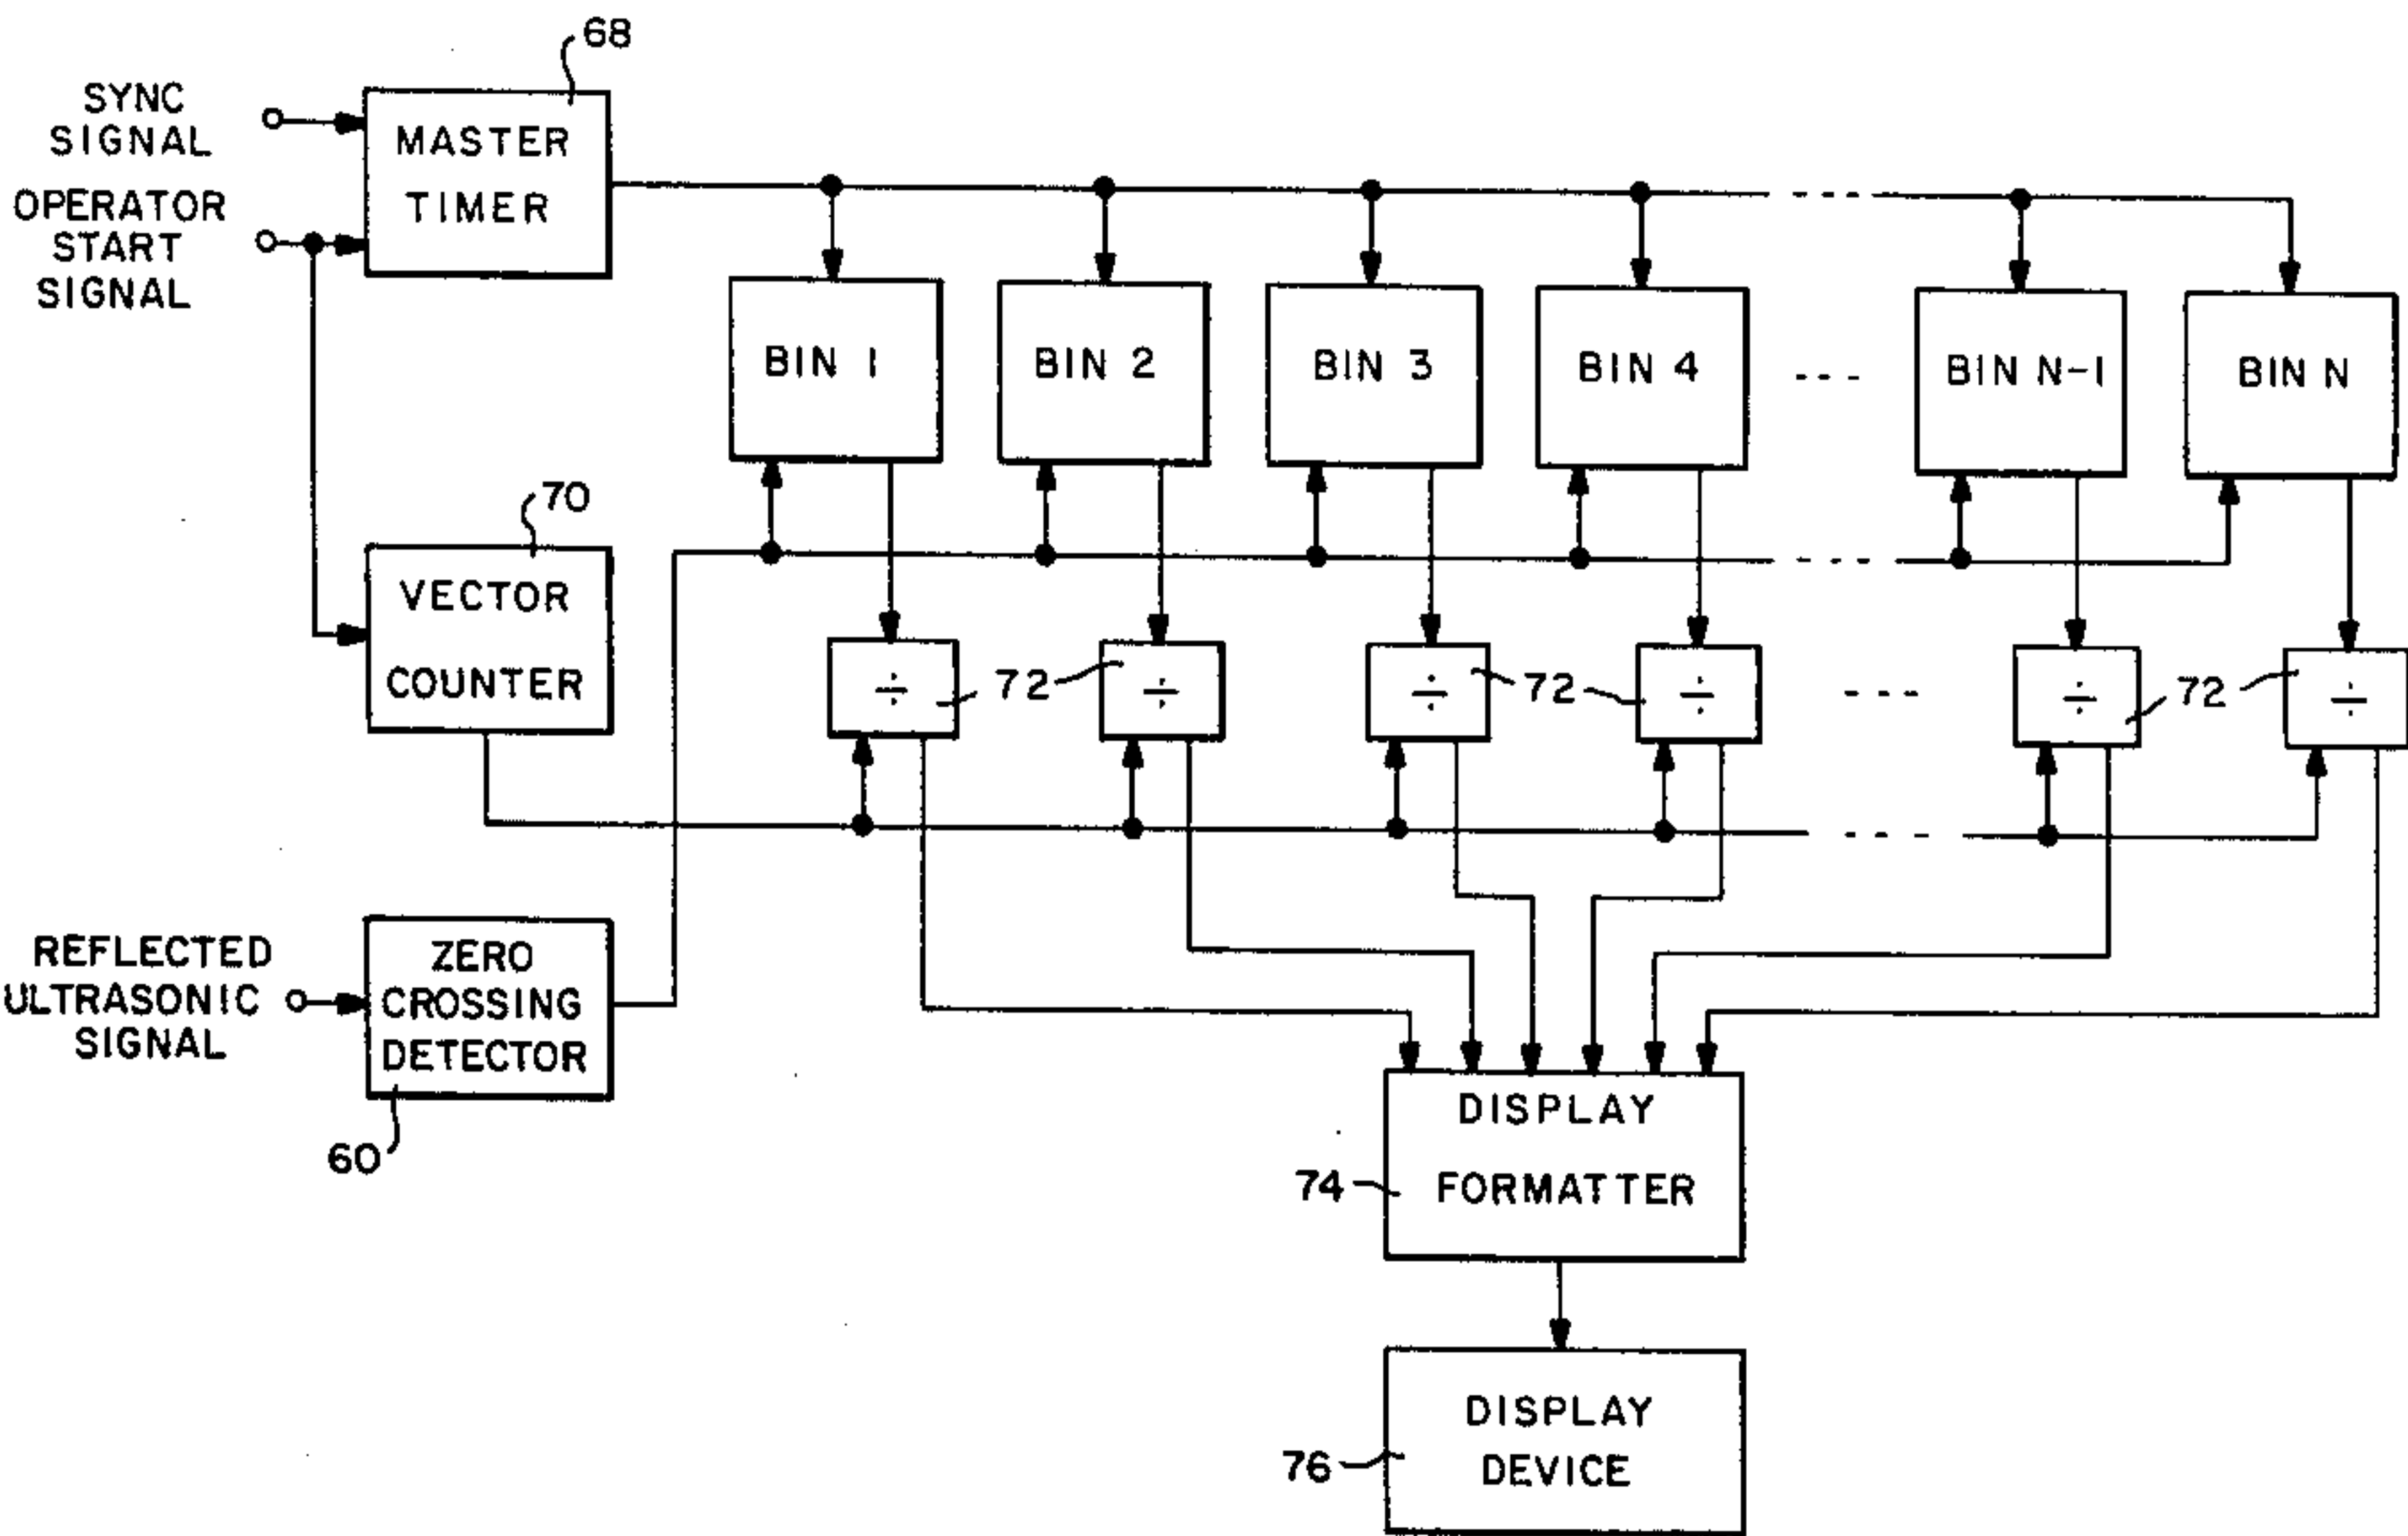 68
SYNC
SIGNAL
MASTER
TIMER
OPERATOR
START
SIGNAL
BIN 1
BIN 2
BIN 3
BIN 4
---
BIN N-1
BIN N
70
VECTOR
COUNTER
÷
72
÷
÷
72
÷
---
÷
72
÷
REFLECTED
ULTRASONIC
SIGNAL
ZERO
CROSSING
DETECTOR
60
DISPLAY
FORMATTER
74
DISPLAY
DEVICE
76